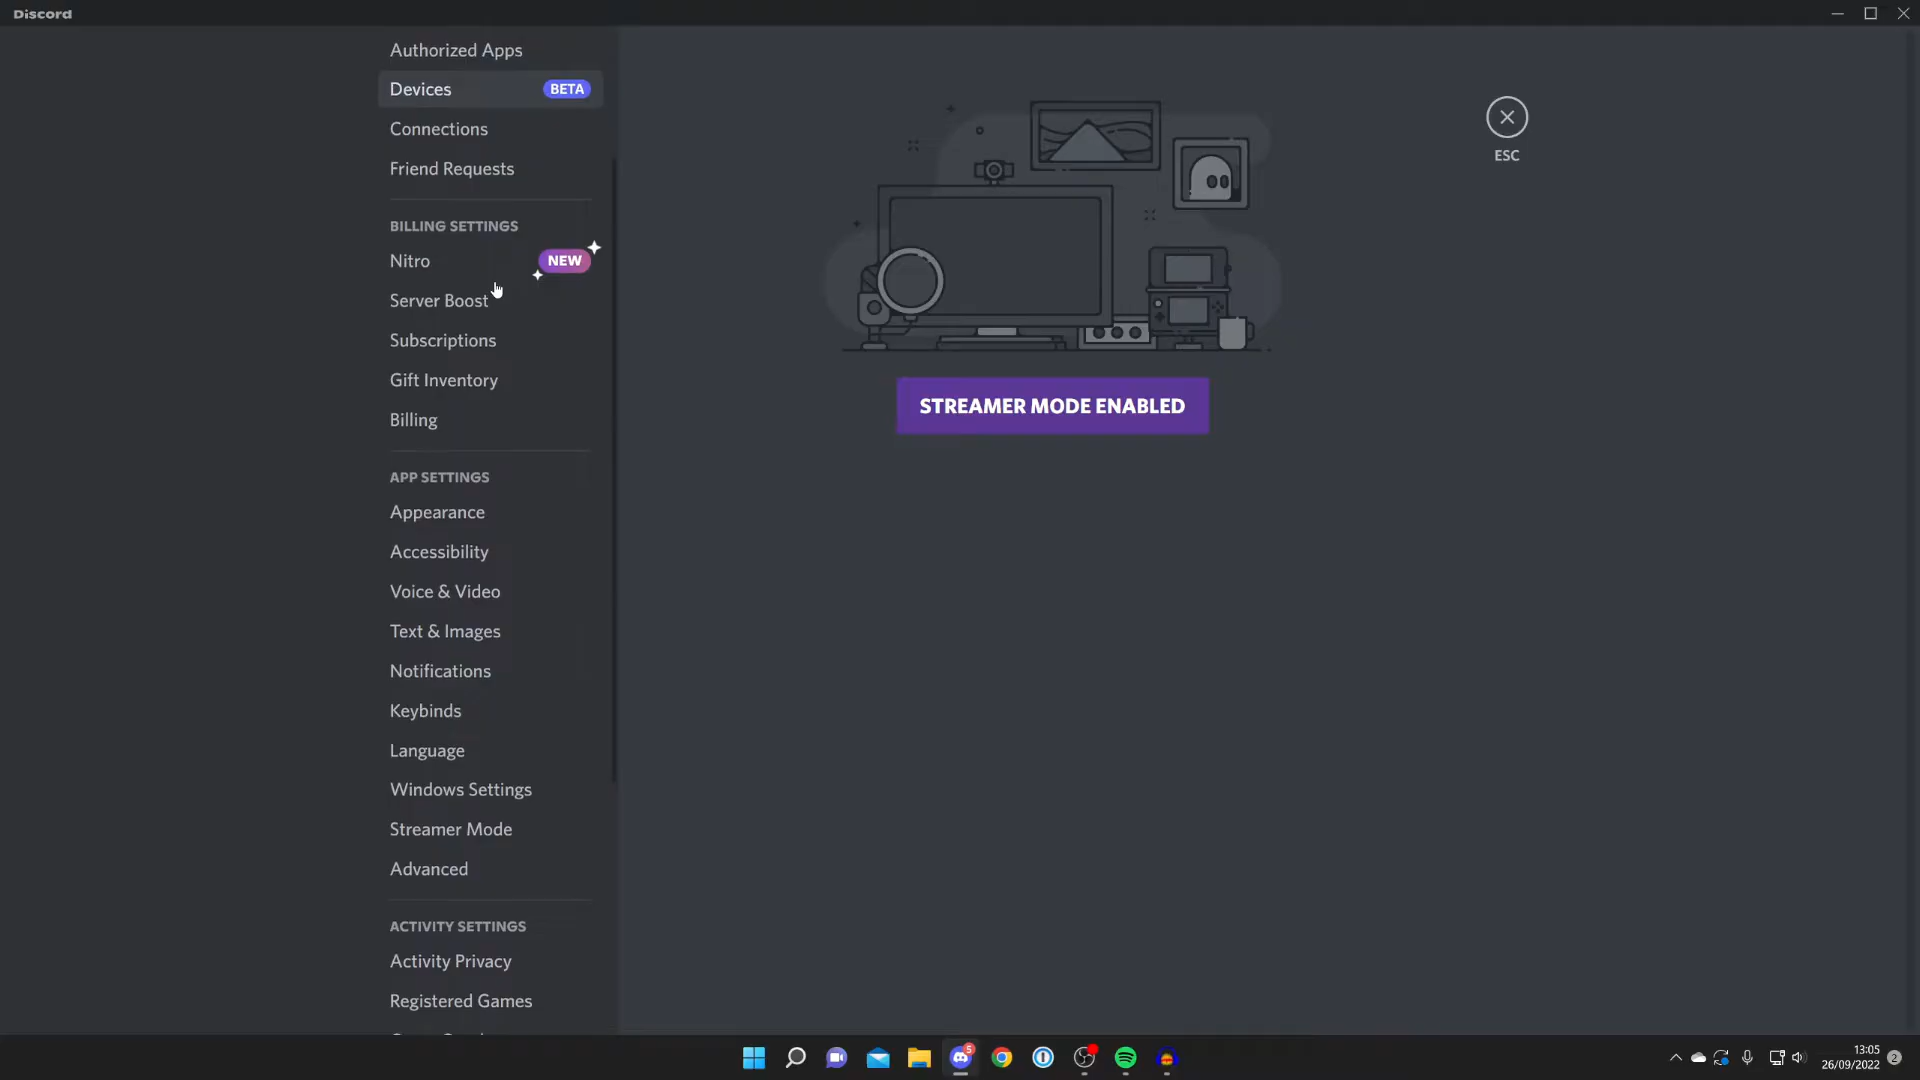 Discord
Authorized Apps
Devices BETA
Connections
Friend Requests
BILLING SETTINGS
Nitro NEW
Server Boost
Subscriptions
Gift Inventory
Billing
APP SETTINGS
Appearance
Accessibility
Voice & Video
Text & Images
Notifications
Keybinds
Language
Windows Settings
Streamer Mode
Advanced
ACTIVITY SETTINGS
Activity Privacy
Registered Games
ESC
STREAMER MODE ENABLED
5
13:05
26/09/2022
2